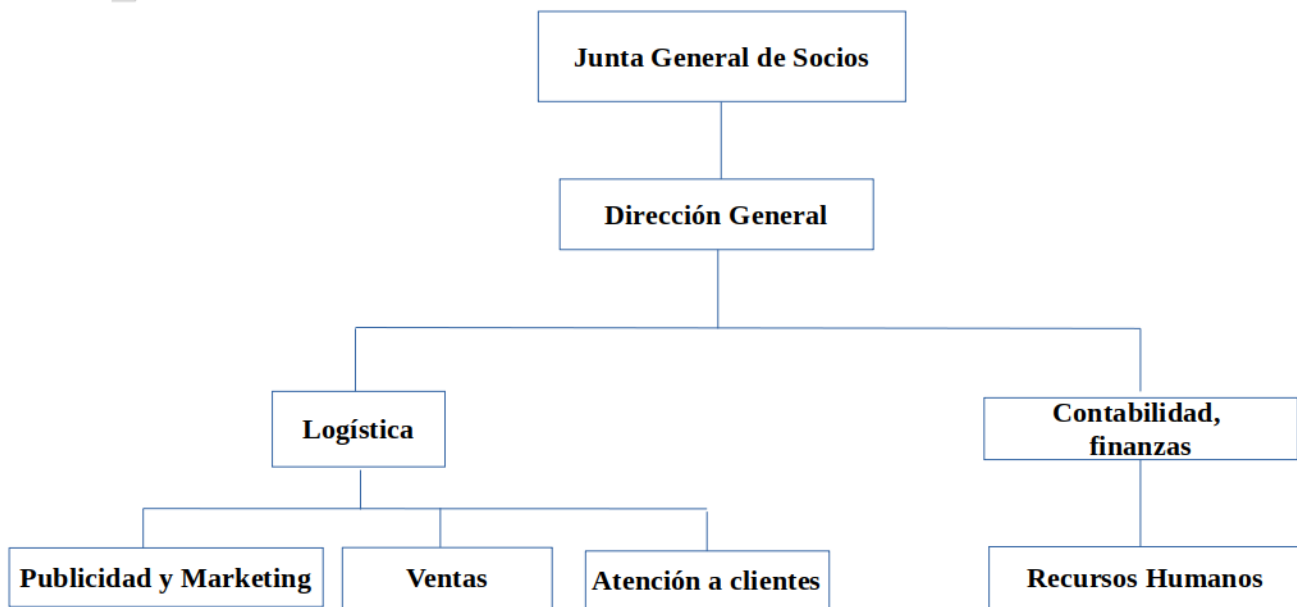 Junta General de Socios
Dirección General
Logística
Contabilidad,
finanzas
Publicidad y Marketing
Ventas
Atención a clientes
Recursos Humanos